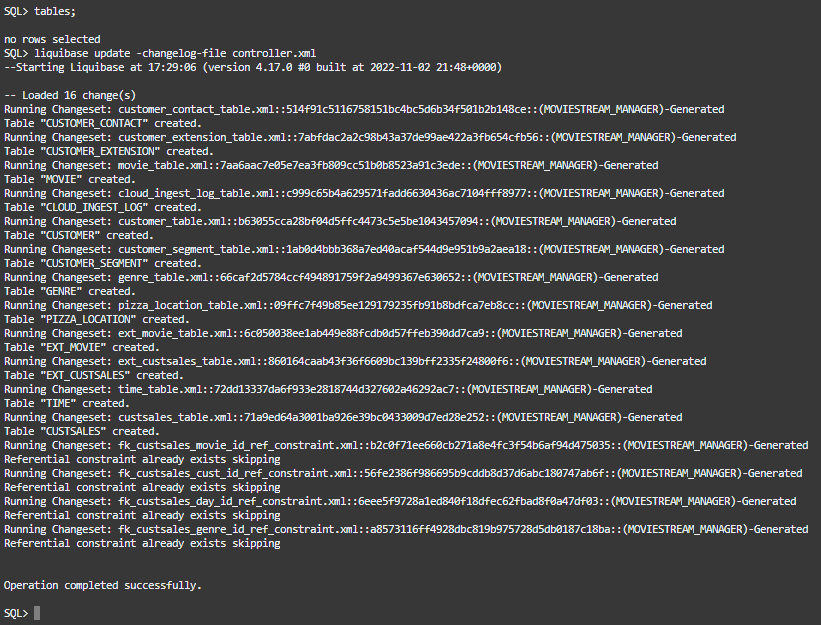 SQL> tables;
no rows selected
SQL> liquibase update -changelog-file controller.xml
--Starting Liquibase at 17:29:06 (version 4.17.0 #0 built at 2022-11-02 21:48+0000)
-- Loaded 16 change(s)
Running Changeset: customer_contact_table.xml::514f91c5116758151bc4bc5d6b34f501b2b148ce::(MOVIESTREAM_MANAGER)-Generated
Table "CUSTOMER_CONTACT" created.
Running Changeset: customer_extension_table.xml::7abfdac2a2c98b43a37de99ae422a3fb654cfb56::(MOVIESTREAM_MANAGER)-Generated
Table "CUSTOMER_EXTENSION" created.
Running Changeset: movie_table.xml::7aa6aac7e05e7ea3fb809cc51b0b8523a91c3ede::(MOVIESTREAM_MANAGER)-Generated
Table "MOVIE" created.
Running Changeset: cloud_ingest_log_table.xml::c999c65b4a629571fadd6630436ac7104fff8977::(MOVIESTREAM_MANAGER)-Generated
Table "CLOUD_INGEST_LOG" created.
Running Changeset: customer_table.xml::b63055cca28bf04d5ffc4473c5e5be1043457094::(MOVIESTREAM_MANAGER)-Generated
Table "CUSTOMER" created.
Running Changeset: customer_segment_table.xml::1ab0d4bbb368a7ed40acaf544d9e951b9a2aea18::(MOVIESTREAM_MANAGER)-Generated
Table "CUSTOMER_SEGMENT" created.
Running Changeset: genre_table.xml::66caf2d5784ccf494891759f2a9499367e630652::(MOVIESTREAM_MANAGER)-Generated
Table "GENRE" created.
Running Changeset: pizza_location_table.xml::09ffc7f49b85ee129179235fb91b8bdfca7eb8cc::(MOVIESTREAM_MANAGER)-Generated
Table "PIZZA_LOCATION" created.
Running Changeset: ext_movie_table.xml::6c050038ee1ab449e88fcdb0d57ffeb390dd7ca9::(MOVIESTREAM_MANAGER)-Generated
Table "EXT_MOVIE" created.
Running Changeset: ext_custsales_table.xml::860164caab43f36f6609bc139bff2335f24800f6::(MOVIESTREAM_MANAGER)-Generated
Table "EXT_CUSTSALES" created.
Running Changeset: time_table.xml::72dd13337da6f933e2818744d327602a46292ac7::(MOVIESTREAM_MANAGER)-Generated
Table "TIME" created.
Running Changeset: custsales_table.xml::71a9ed64a3001ba926e39bc0433009d7ed28e252::(MOVIESTREAM_MANAGER)-Generated
Table "CUSTSALES" created.
Running Changeset: fk_custsales_movie_id_ref_constraint.xml::b2c0f71ee660cb271a8e4fc3f54b6af94d475035::(MOVIESTREAM_MANAGER)-Generated
Referential constraint already exists skipping
Running Changeset: fk_custsales_cust_id_ref_constraint.xml::56fe2386f986695b9cddb8d37d6abc180747ab6f::(MOVIESTREAM_MANAGER)-Generated
Referential constraint already exists skipping
Running Changeset: fk_custsales_day_id_ref_constraint.xml::6eee5f9728a1ed840f18dfec62fbad8f0a47df03::(MOVIESTREAM_MANAGER)-Generated
Referential constraint already exists skipping
Running Changeset: fk_custsales_genre_id_ref_constraint.xml::a8573116ff4928dbc819b975728d5db0187c18ba::(MOVIESTREAM_MANAGER)-Generated
Referential constraint already exists skipping
Operation completed successfully.
SQL>